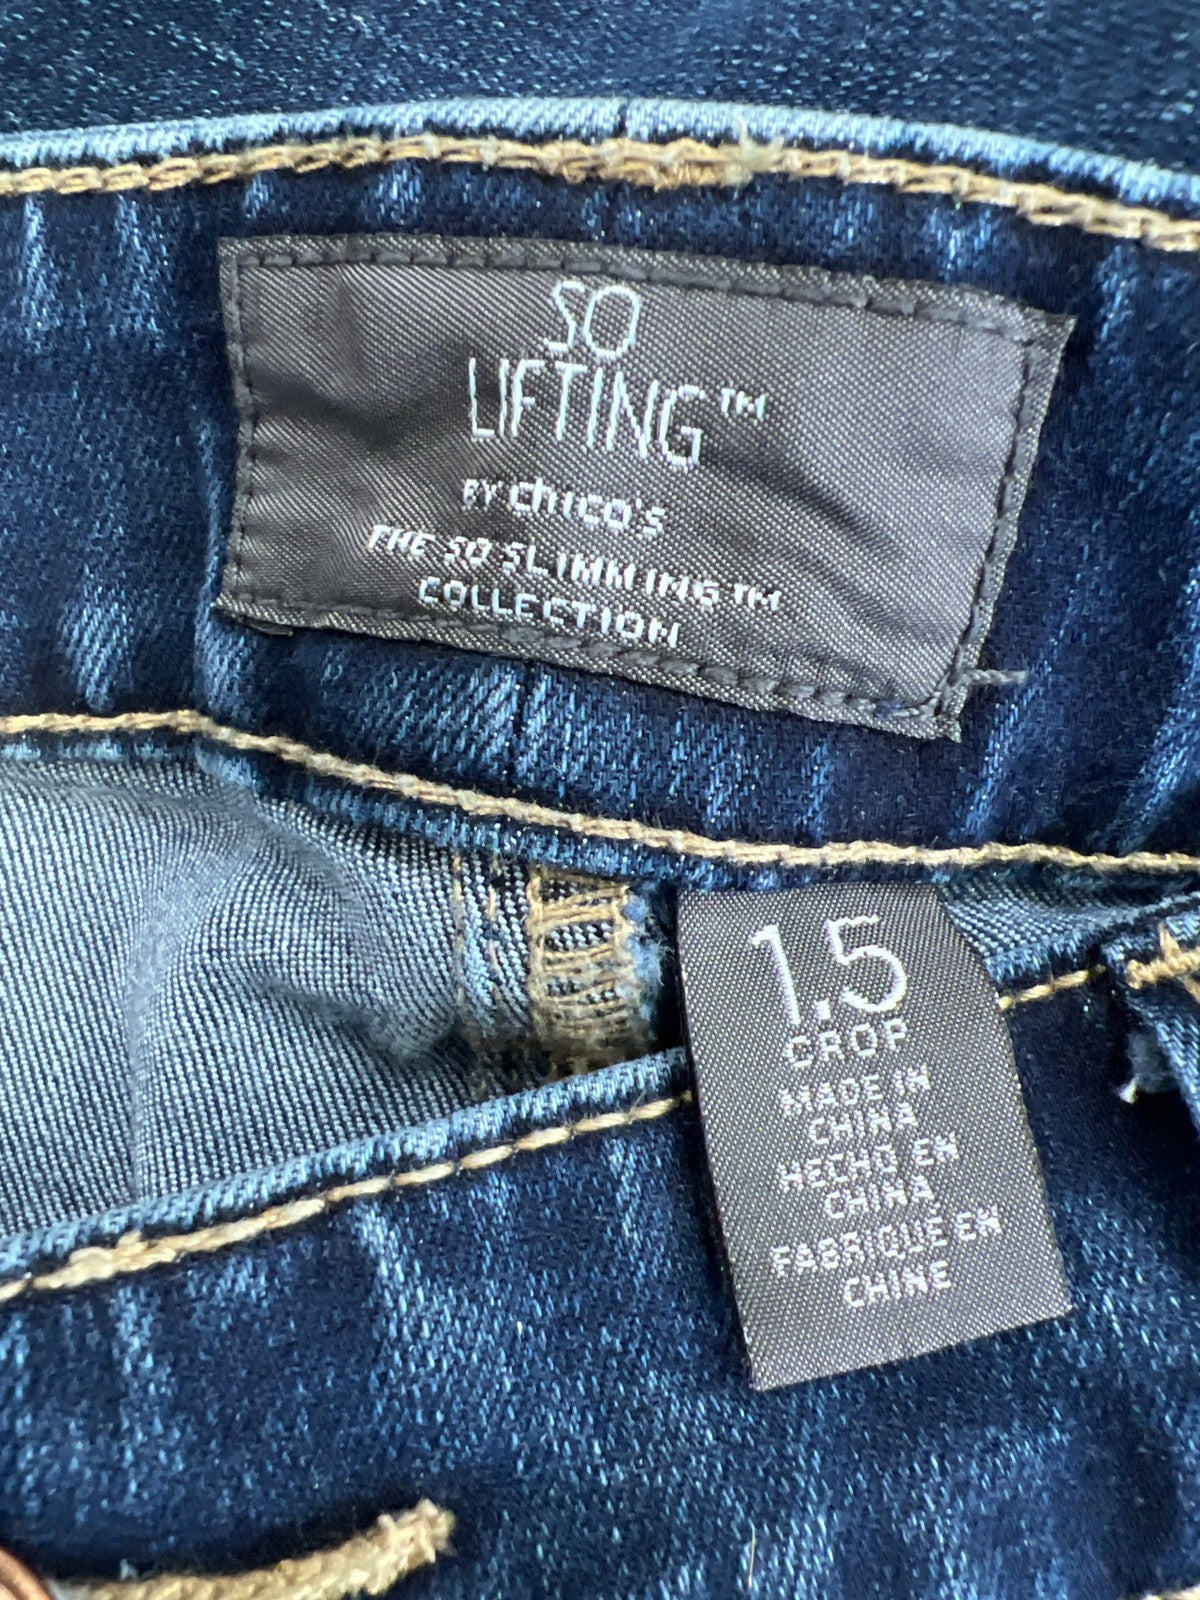 SO
LIFTING™
BY chico's
THE SO SLIMMING™
COLLECTION
1.5
CROP
MADE IN
CHINA
HECHO EN
CHINA
FABRIQUÉ EN
CHINE